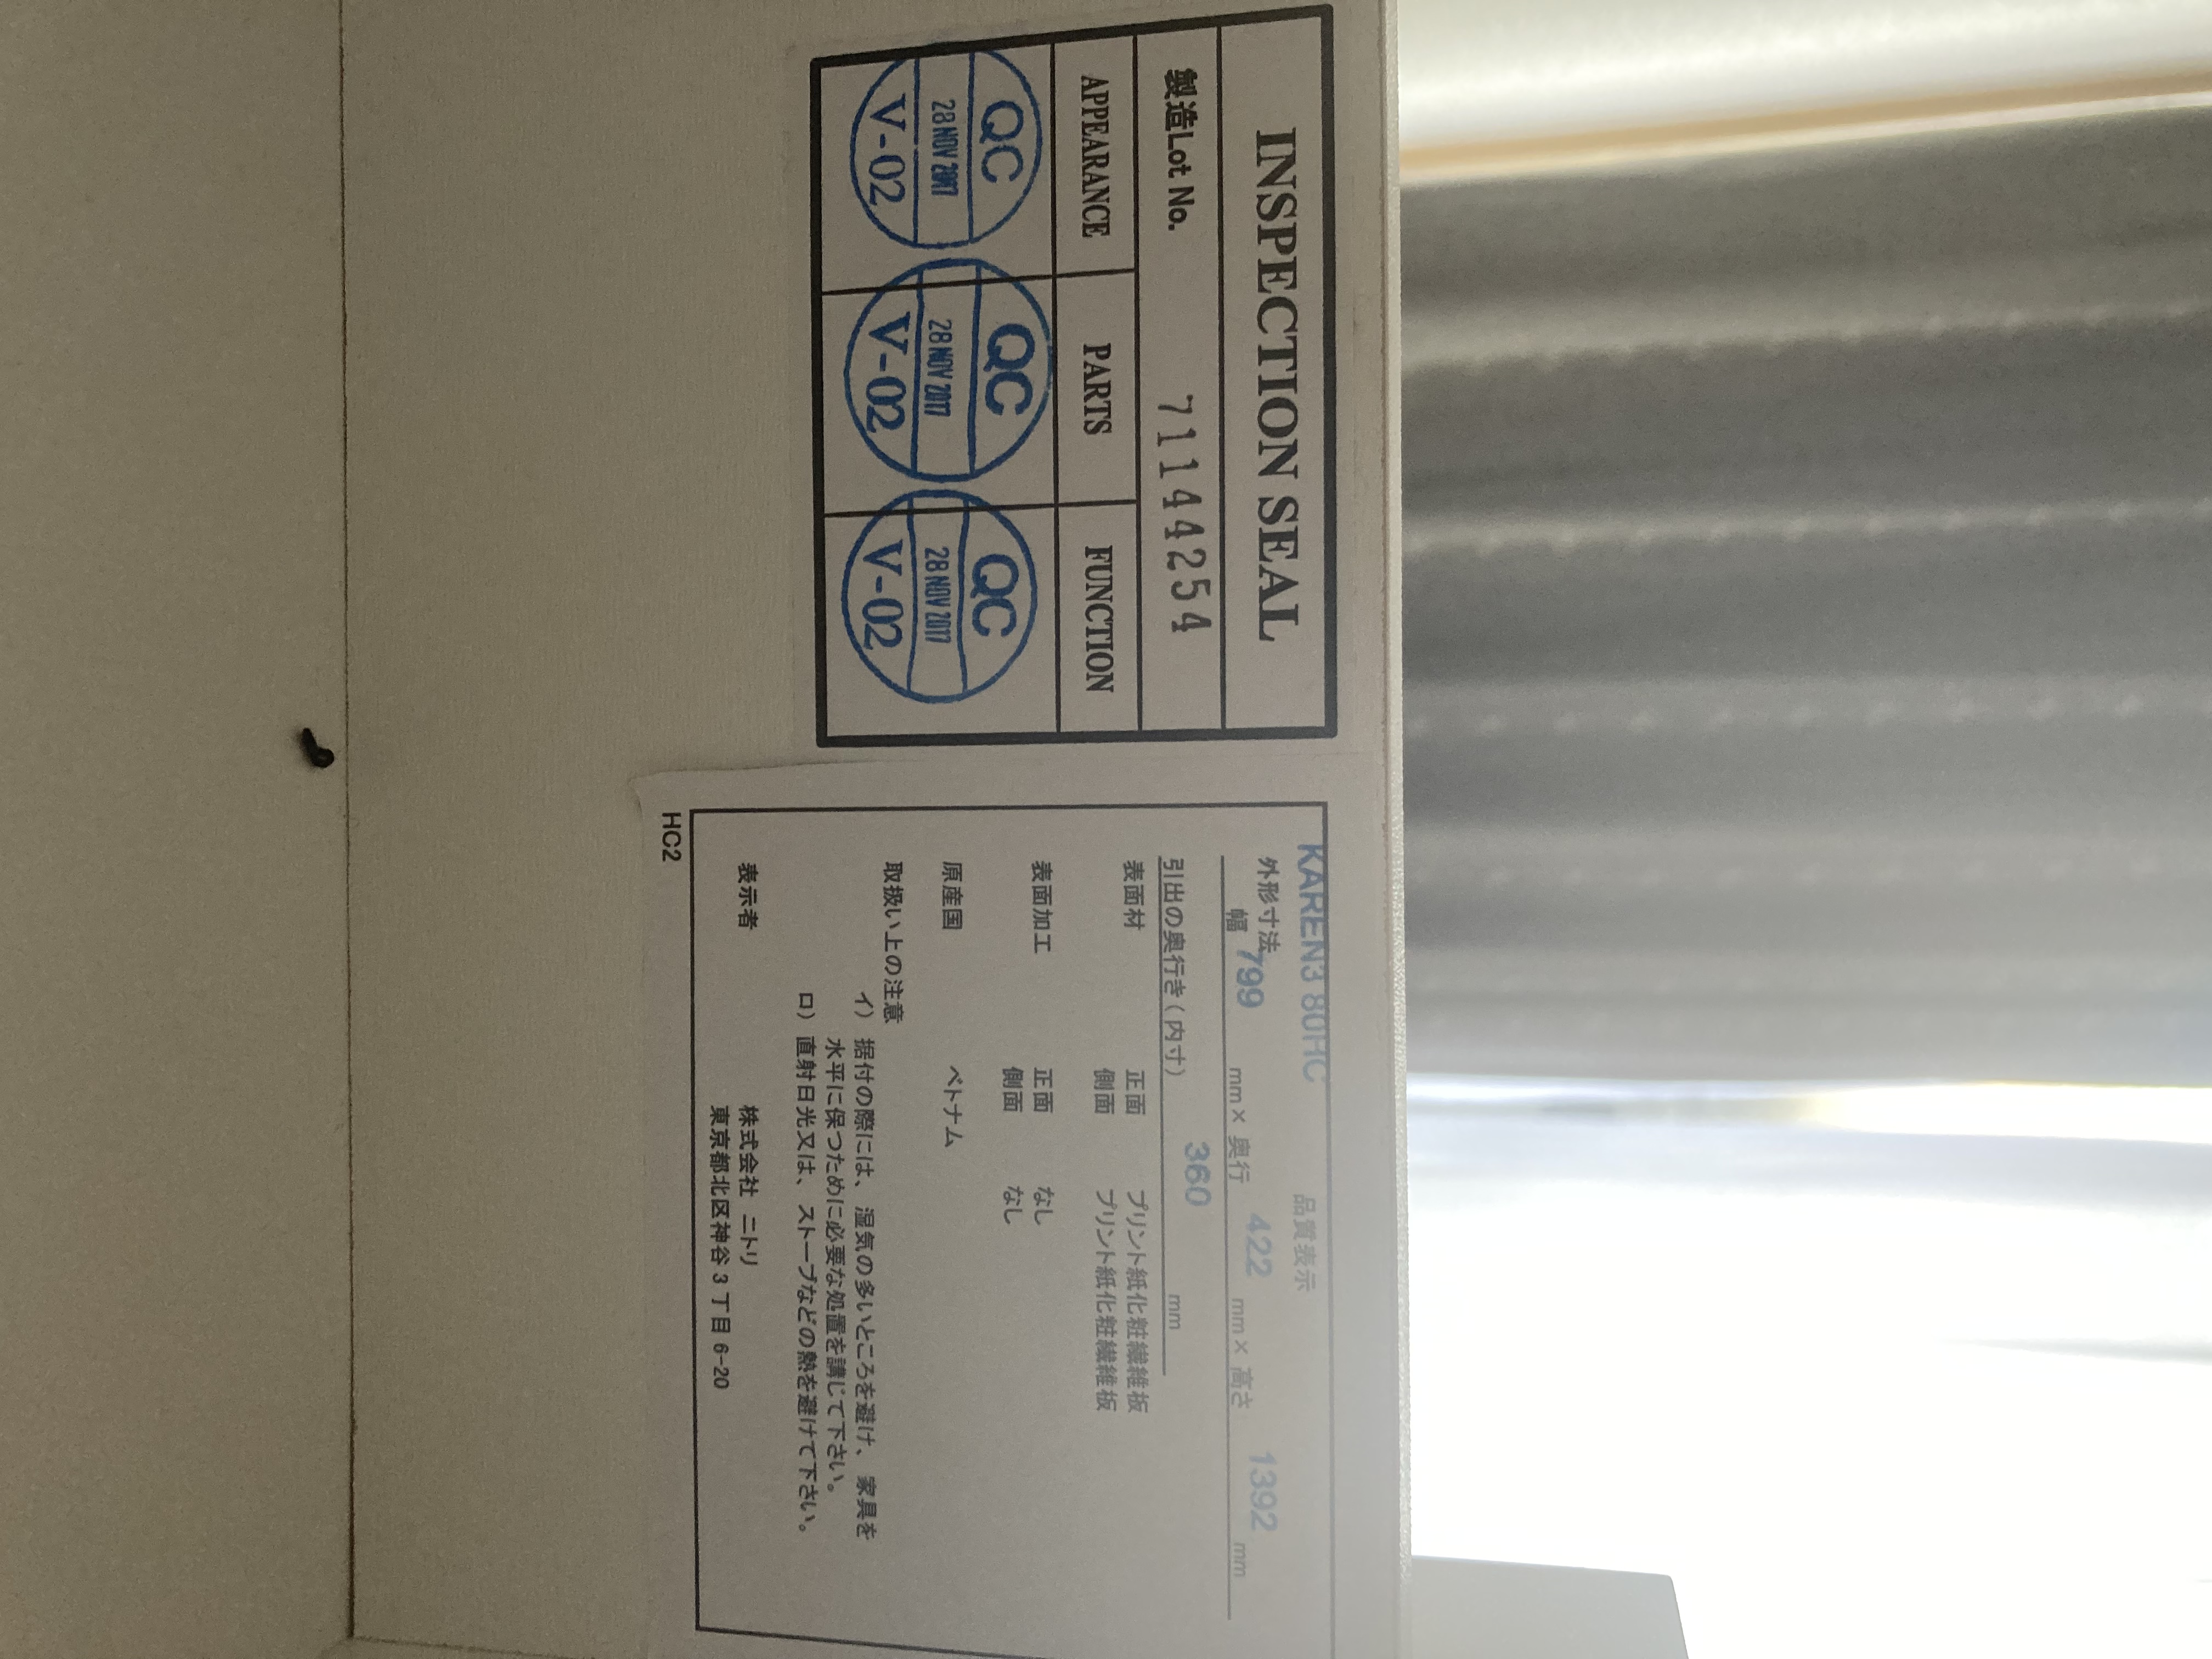 INSPECTION SEAL
製造Lot No. 71144254
APPEARANCE PARTS FUNCTION
QC QC QC
28 NOV 2017 28 NOV 2017 28 NOV 2017
V-02 V-02 V-02
KAREN3 80HC 品質表示
外形寸法
幅 799 mm× 奥行 422 mm× 高さ 1392 mm
引出の奥行き(内寸) 360 mm
表面材 正面 プリント紙化粧繊維板
側面 プリント紙化粧繊維板
表面加工 正面 なし
側面 なし
原産国 ベトナム
取扱い上の注意
イ) 据付の際には、湿気の多いところを避け、家具を
水平に保つために必要な処置を講じて下さい。
ロ) 直射日光又は、ストーブなどの熱を避けて下さい。
表示者 株式会社 ニトリ
東京都北区神谷3丁目6-20
HC2